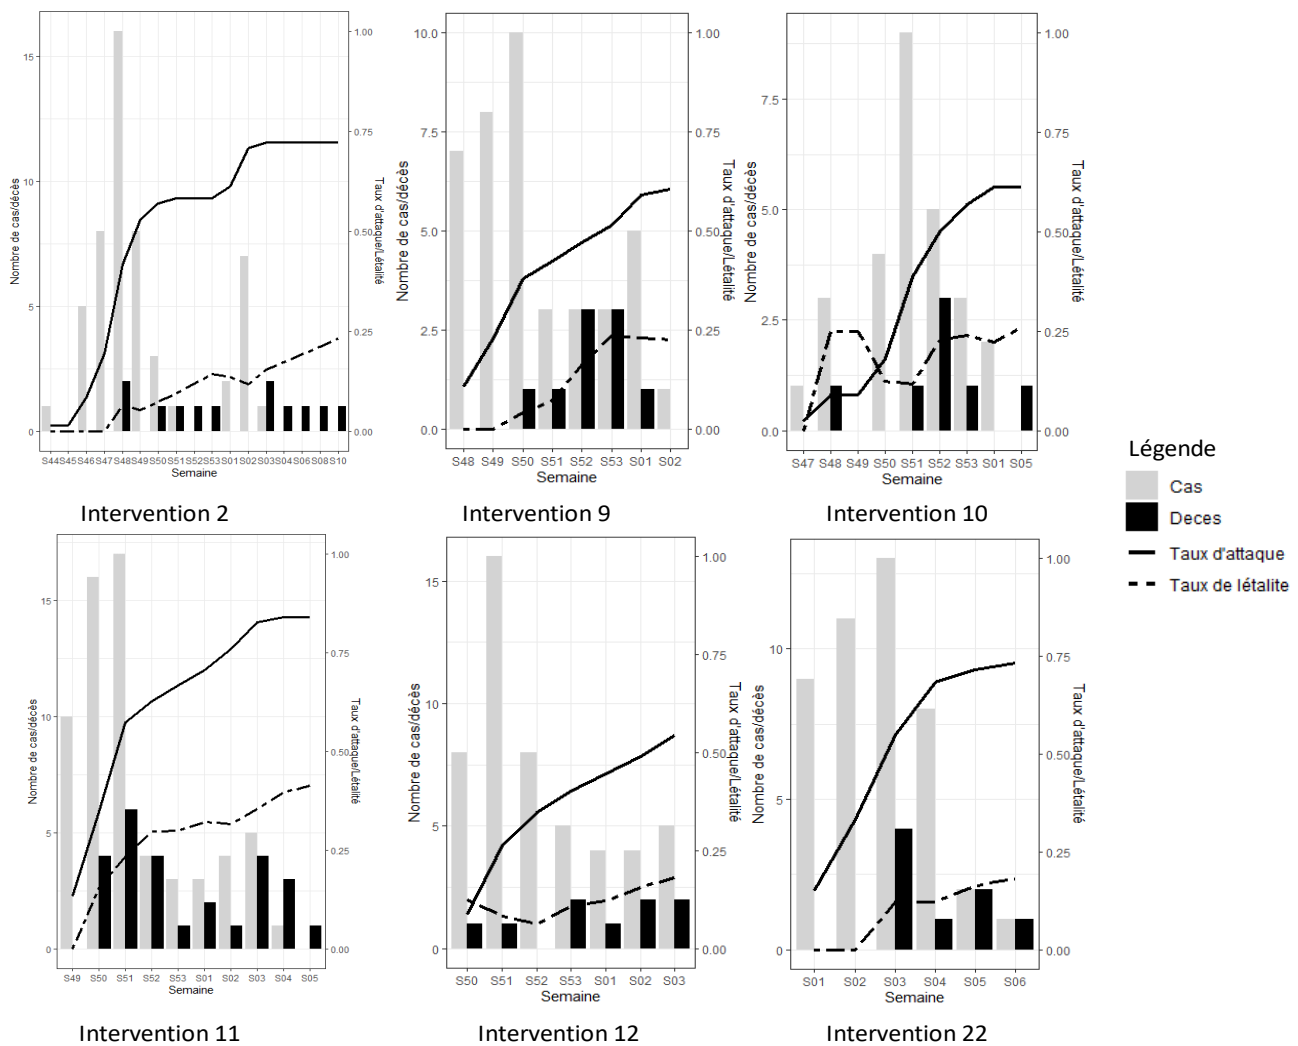 15
10
5
0
1.00
0.75
0.50
0.25
0.00
Nombre de cas/décès
Taux d'attaque/Létalité
S44 S45 S46 S47 S48 S49 S50 S51 S52 S53 S01 S02 S03 S04 S06 S08 S10
Semaine
Intervention 2
10.0
7.5
5.0
2.5
0.0
1.00
0.75
0.50
0.25
0.00
Nombre de cas/décès
Taux d'attaque/Létalité
S48 S49 S50 S51 S52 S53 S01 S02
Semaine
Intervention 9
7.5
5.0
2.5
0.0
1.00
0.75
0.50
0.25
0.00
Nombre de cas/décès
Taux d'attaque/Létalité
S47 S48 S49 S50 S51 S52 S53 S01 S05
Semaine
Intervention 10
Légende
Cas
Deces
Taux d'attaque
Taux de létalite
15
10
5
0
1.00
0.75
0.50
0.25
0.00
Nombre de cas/décès
Taux d'attaque/Létalité
S49 S50 S51 S52 S53 S01 S02 S03 S04 S05
Semaine
Intervention 11
15
10
5
0
1.00
0.75
0.50
0.25
0.00
Nombre de cas/décès
Taux d'attaque/Létalité
S50 S51 S52 S53 S01 S02 S03
Semaine
Intervention 12
10
5
0
1.00
0.75
0.50
0.25
0.00
Nombre de cas/décès
Taux d'attaque/Létalité
S01 S02 S03 S04 S05 S06
Semaine
Intervention 22